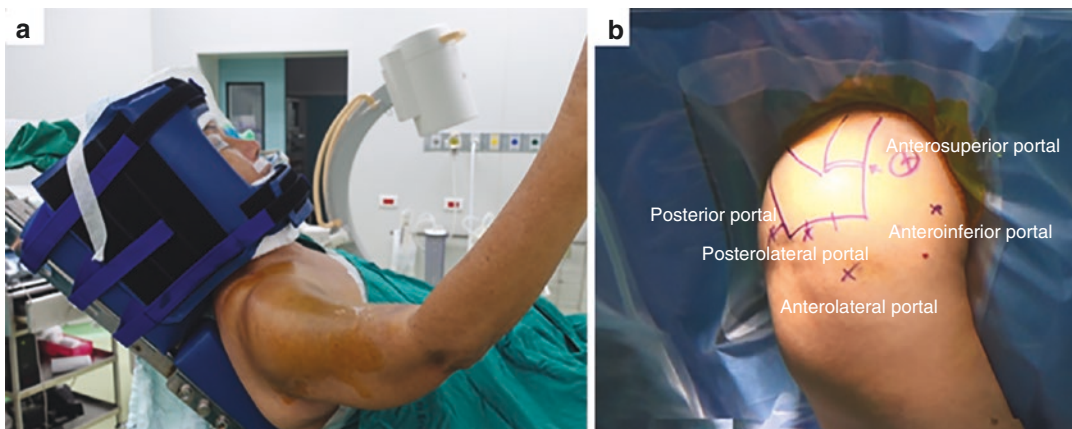 a
b
Anterosuperior portal
Posterior portal
Anteroinferior portal
Posterolateral portal
Anterolateral portal